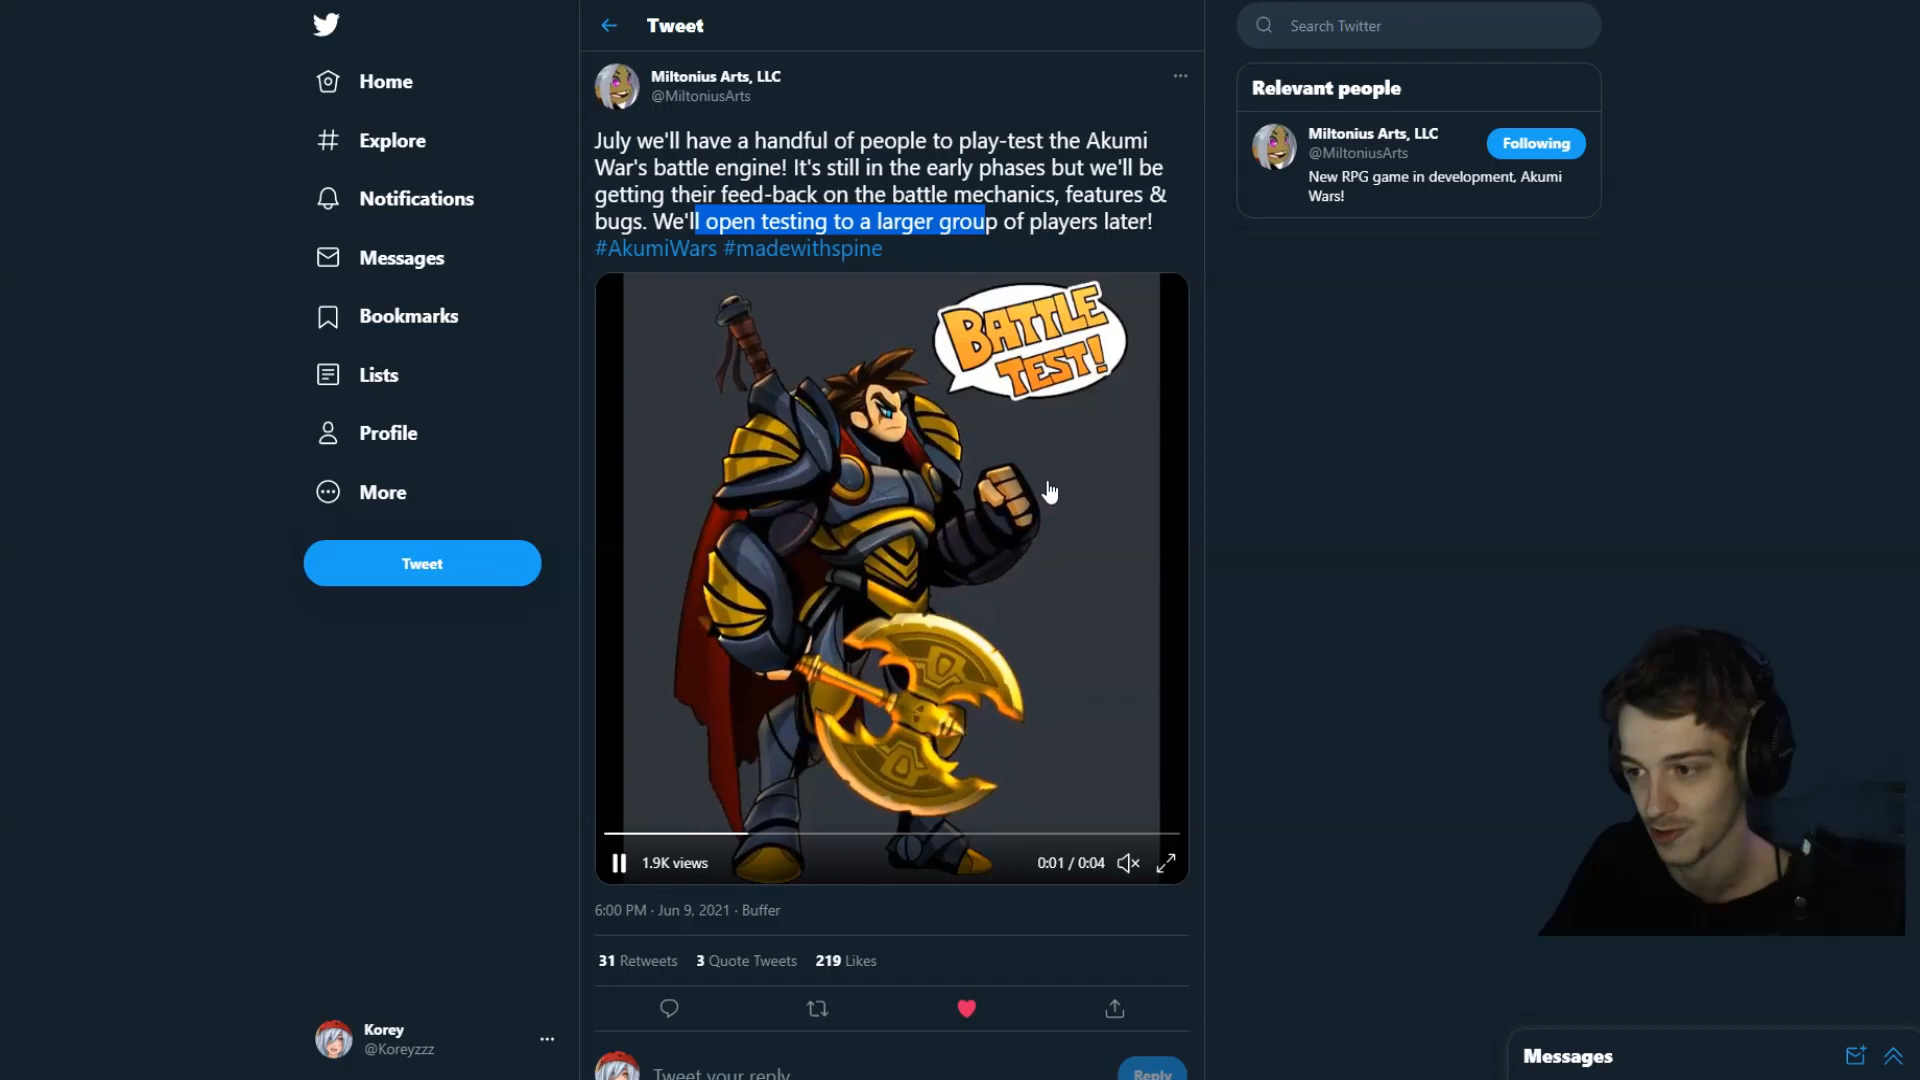 Home
Explore
Notifications
Messages
Bookmarks
Lists
Profile
More
Tweet
Korey
@Koreyzzz
Tweet
Miltonius Arts, LLC
@MiltoniusArts
July we'll have a handful of people to play-test the Akumi
War's battle engine! It's still in the early phases but we'll be
getting their feed-back on the battle mechanics, features &
bugs. We'll open testing to a larger group of players later!
#AkumiWars #madewithspine
BATTLE
TEST!
1.9K views
0:01 / 0:04
6:00 PM · Jun 9, 2021 · Buffer
31 Retweets 3 Quote Tweets 219 Likes
Tweet your reply
Reply
Search Twitter
Relevant people
Miltonius Arts, LLC
@MiltoniusArts
Following
New RPG game in development, Akumi
Wars!
Messages